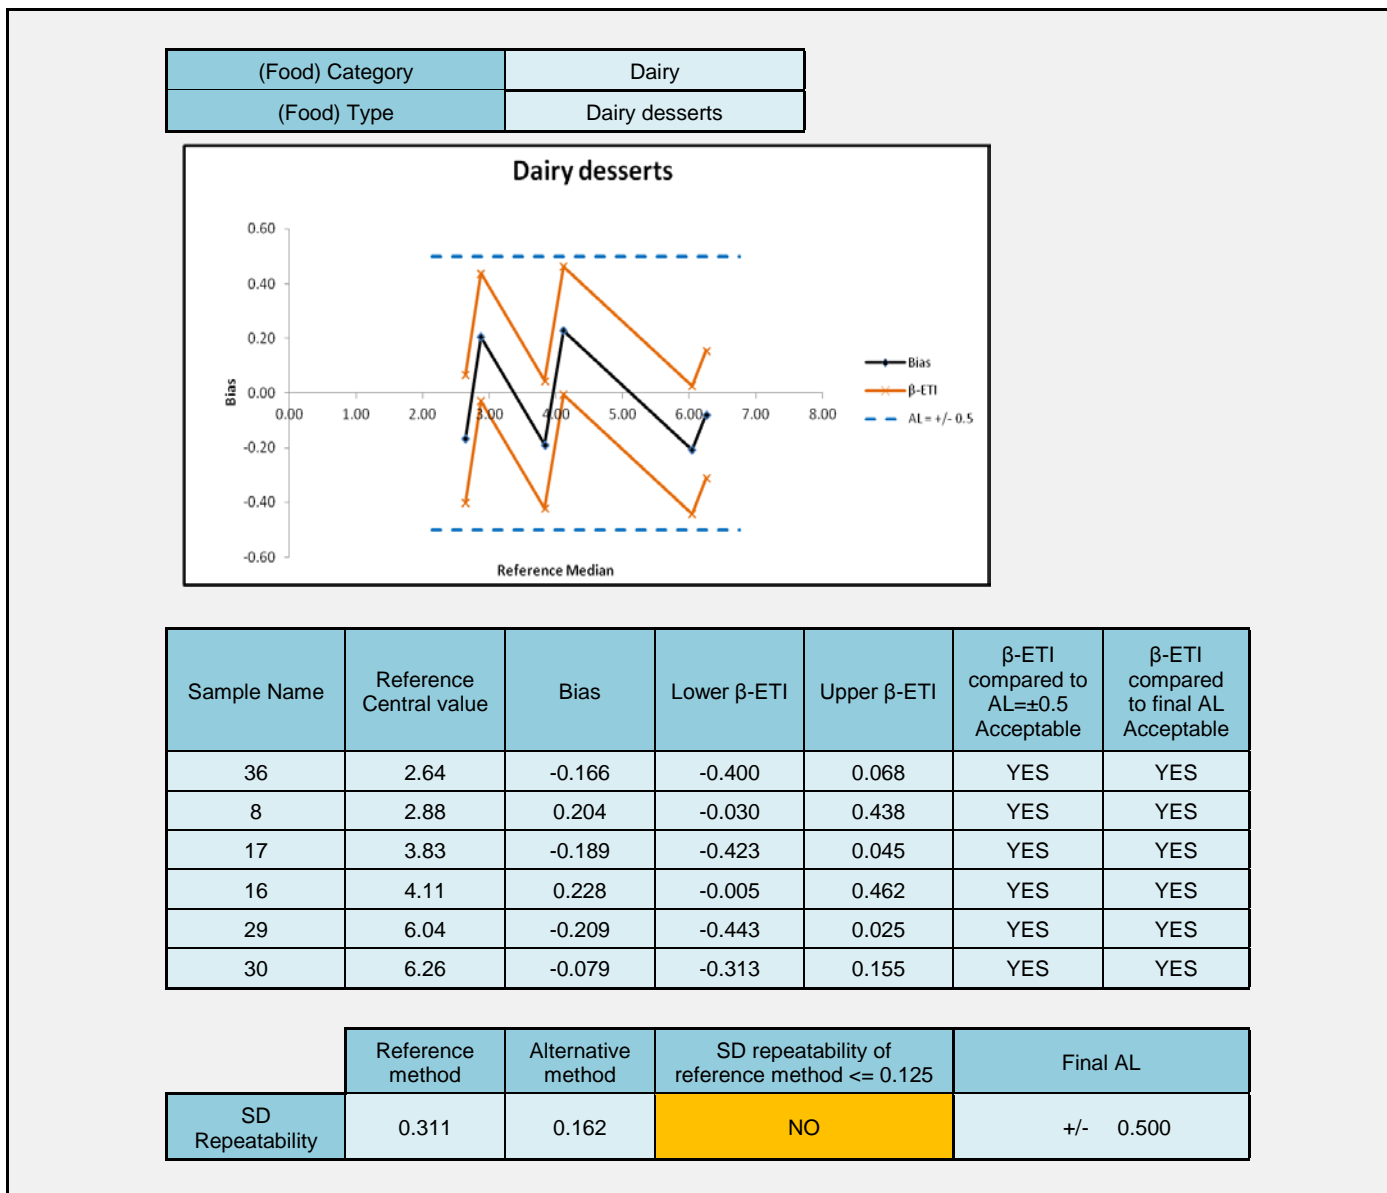 (Food) Category Dairy
(Food) Type Dairy desserts
Dairy desserts
0.60
0.40
0.20
0.00
-0.20
-0.40
-0.60
Bias
0.00 1.00 2.00 3.00 4.00 5.00 6.00 7.00 8.00
Reference Median
Bias
β-ETI
AL = +/- 0.5
Sample Name Reference Central value Bias Lower β-ETI Upper β-ETI β-ETI compared to AL=±0.5 Acceptable β-ETI compared to final AL Acceptable
36 2.64 -0.166 -0.400 0.068 YES YES
8 2.88 0.204 -0.030 0.438 YES YES
17 3.83 -0.189 -0.423 0.045 YES YES
16 4.11 0.228 -0.005 0.462 YES YES
29 6.04 -0.209 -0.443 0.025 YES YES
30 6.26 -0.079 -0.313 0.155 YES YES
Reference method Alternative method SD repeatability of reference method <= 0.125 Final AL
SD Repeatability 0.311 0.162 NO +/- 0.500